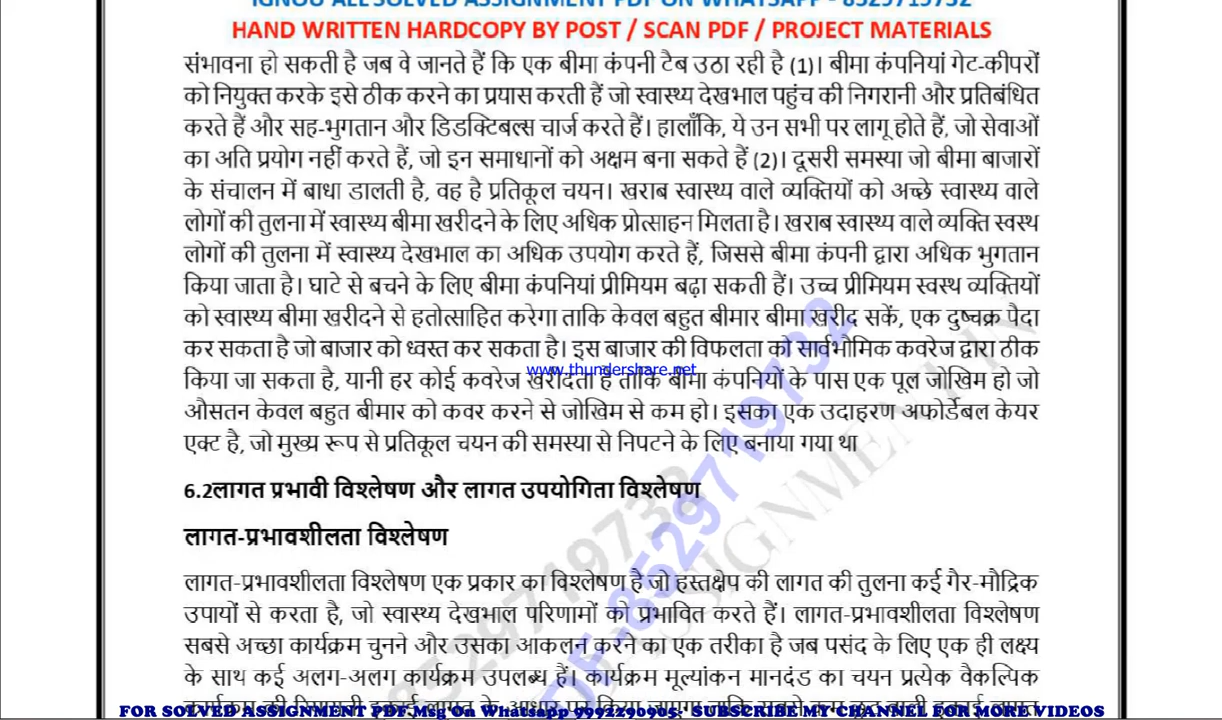 IGNOU ALL SOLVED ASSIGNMENT PDF ON WHATSAPP - 8529719732
HAND WRITTEN HARDCOPY BY POST / SCAN PDF / PROJECT MATERIALS
संभावना हो सकती है जब वे जानते हैं कि एक बीमा कंपनी टैब उठा रही है (1)। बीमा कंपनियां गेट-कीपरों
को नियुक्त करके इसे ठीक करने का प्रयास करती हैं जो स्वास्थ्य देखभाल पहुंच की निगरानी और प्रतिबंधित
करते हैं और सह-भुगतान और डिडक्टिबल्स चार्ज करते हैं। हालाँकि, ये उन सभी पर लागू होते हैं, जो सेवाओं
का अति प्रयोग नहीं करते हैं, जो इन समाधानों को अक्षम बना सकते हैं (2)। दूसरी समस्या जो बीमा बाजारों
के संचालन में बाधा डालती है, वह है प्रतिकूल चयन। खराब स्वास्थ्य वाले व्यक्तियों को अच्छे स्वास्थ्य वाले
लोगों की तुलना में स्वास्थ्य बीमा खरीदने के लिए अधिक प्रोत्साहन मिलता है। खराब स्वास्थ्य वाले व्यक्ति स्वस्थ
लोगों की तुलना में स्वास्थ्य देखभाल का अधिक उपयोग करते हैं, जिससे बीमा कंपनी द्वारा अधिक भुगतान
किया जाता है। घाटे से बचने के लिए बीमा कंपनियां प्रीमियम बढ़ा सकती हैं। उच्च प्रीमियम स्वस्थ व्यक्तियों
को स्वास्थ्य बीमा खरीदने से हतोत्साहित करेगा ताकि केवल बहुत बीमार बीमा खरीद सकें, एक दुष्चक्र पैदा
कर सकता है जो बाजार को ध्वस्त कर सकता है। इस बाजार की विफलता को सार्वभौमिक कवरेज द्वारा ठीक
www.thundershare.net
किया जा सकता है, यानी हर कोई कवरेज खरीदता है ताकि बीमा कंपनियों के पास एक पूल जोखिम हो जो
औसतन केवल बहुत बीमार को कवर करने से जोखिम से कम हो। इसका एक उदाहरण अफोर्डेबल केयर
एक्ट है, जो मुख्य रूप से प्रतिकूल चयन की समस्या से निपटने के लिए बनाया गया था
6.2लागत प्रभावी विश्लेषण और लागत उपयोगिता विश्लेषण
लागत-प्रभावशीलता विश्लेषण
लागत-प्रभावशीलता विश्लेषण एक प्रकार का विश्लेषण है जो हस्तक्षेप की लागत की तुलना कई गैर-मौद्रिक
उपायों से करता है, जो स्वास्थ्य देखभाल परिणामों को प्रभावित करते हैं। लागत-प्रभावशीलता विश्लेषण
सबसे अच्छा कार्यक्रम चुनने और उसका आकलन करने का एक तरीका है जब पसंद के लिए एक ही लक्ष्य
के साथ कई अलग-अलग कार्यक्रम उपलब्ध हैं। कार्यक्रम मूल्यांकन मानदंड का चयन प्रत्येक वैकल्पिक
FOR SOLVED ASSIGNMENT PDF,Msg On Whatsapp 9992290905. SUBSCRIBE MY CHANNEL FOR MORE VIDEOS